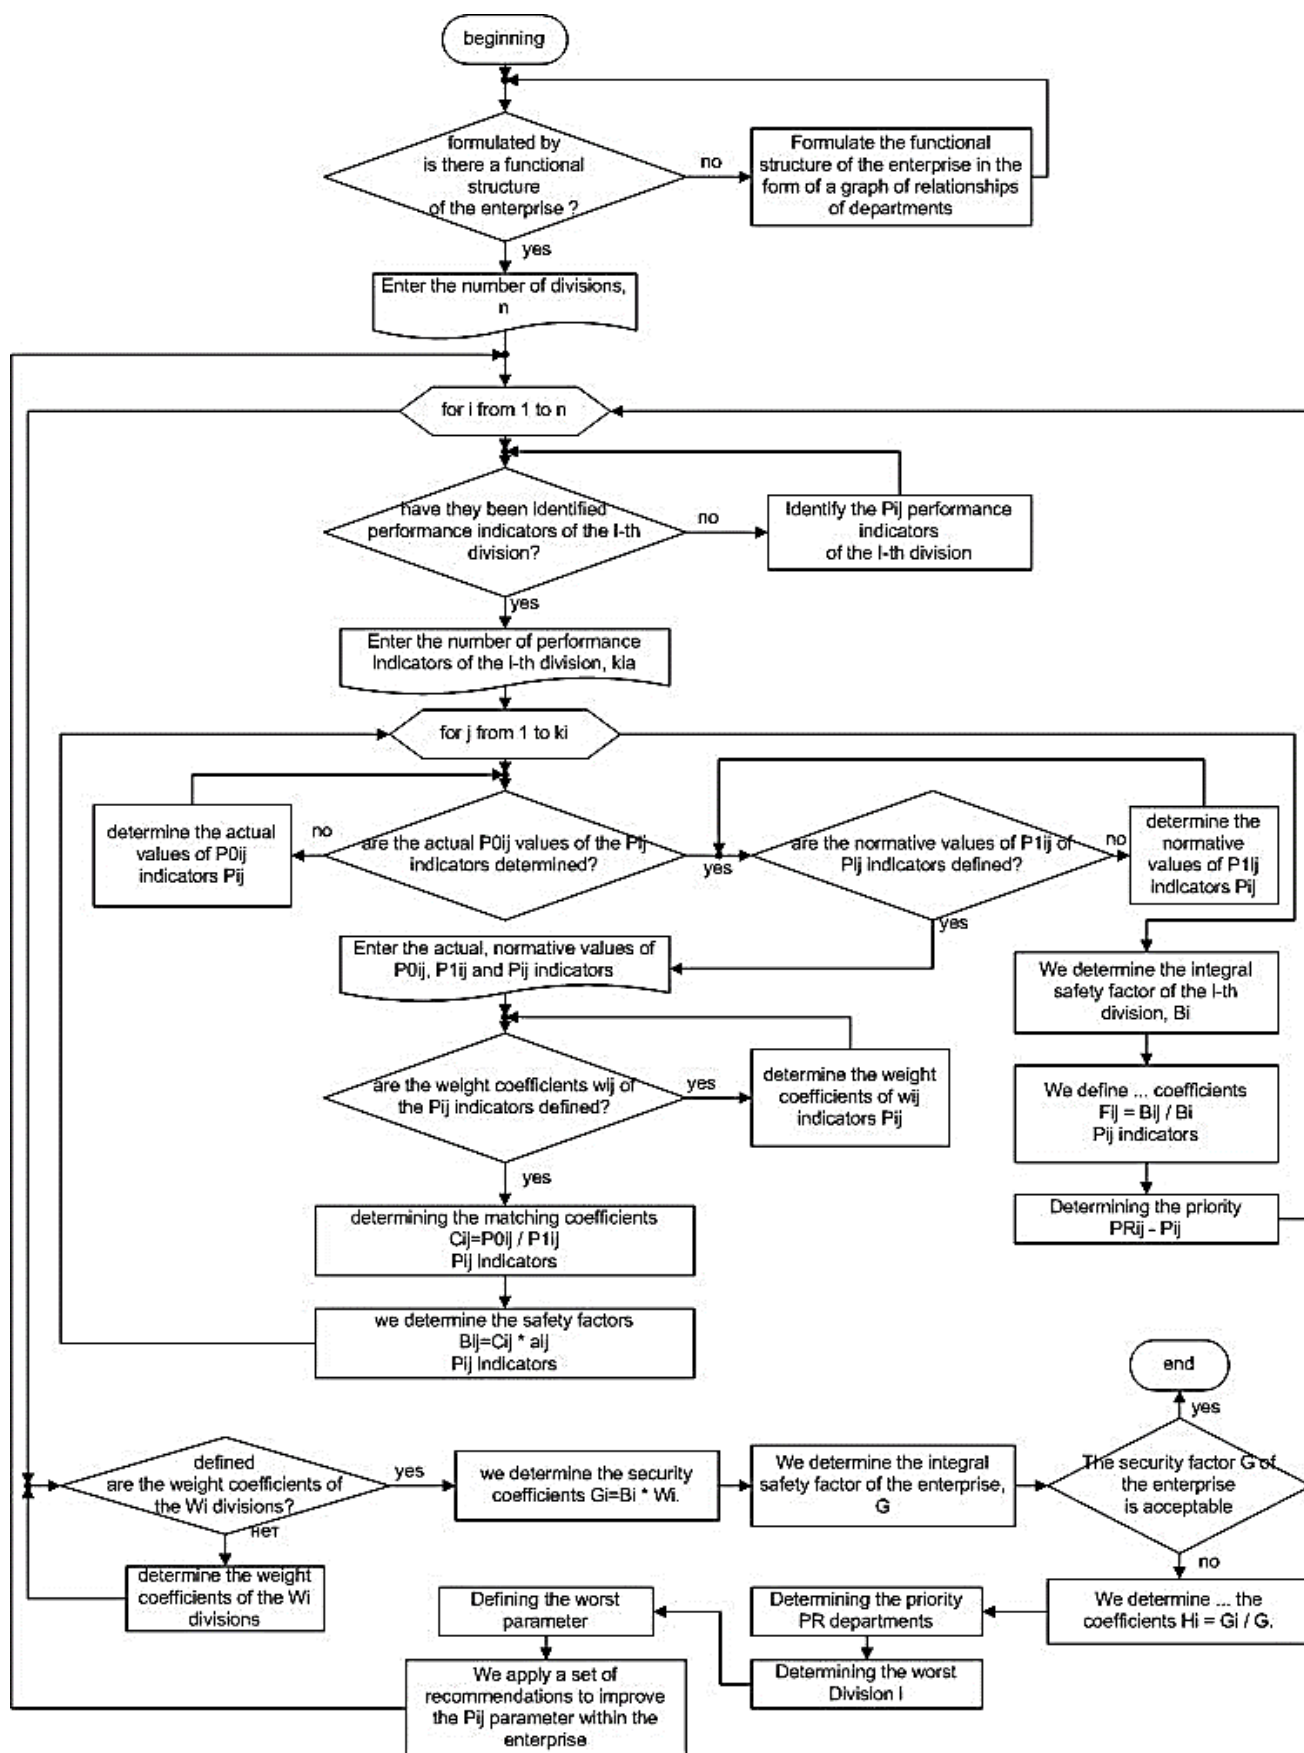 beginning
formulated by
is there a functional
structure
of the enterprise ?
no
Formulate the functional
structure of the enterprise in the
form of a graph of relationships
of departments
yes
Enter the number of divisions,
n
for i from 1 to n
have they been identified
performance indicators of the I-th
division?
no
Identify the Pij performance
indicators
of the I-th division
yes
Enter the number of performance
indicators of the I-th division, kia
for j from 1 to ki
determine the actual
values of P0ij
indicators Pij
no
are the actual P0ij values of the Pij
indicators determined?
yes
are the normative values of P1ij of
Pij indicators defined?
no
determine the
normative
values of P1ij
indicators Pij
yes
Enter the actual, normative values of
P0ij, P1ij and Pij indicators
We determine the integral
safety factor of the I-th
division, Bi
are the weight coefficients wij of
the Pij indicators defined?
yes
determine the weight
coefficients of wij
indicators Pij
We define ... coefficients
Fij = Bij / Bi
Pij indicators
yes
determining the matching coefficients
Cij=P0ij / P1ij
Pij Indicators
Determining the priority
PRij - Pij
we determine the safety factors
Bij=Cij * aij
Pij Indicators
end
yes
defined
are the weight coefficients of
the Wi divisions?
yes
we determine the security
coefficients Gi=Bi * Wi.
We determine the integral
safety factor of the enterprise,
G
The security factor G of
the enterprise
is acceptable
нет
no
determine the weight
coefficients of the Wi
divisions
Defining the worst
parameter
Determining the priority
PR departments
We determine ... the
coefficients Hi = Gi / G.
We apply a set of
recommendations to improve
the Pij parameter within the
enterprise
Determining the worst
Division I